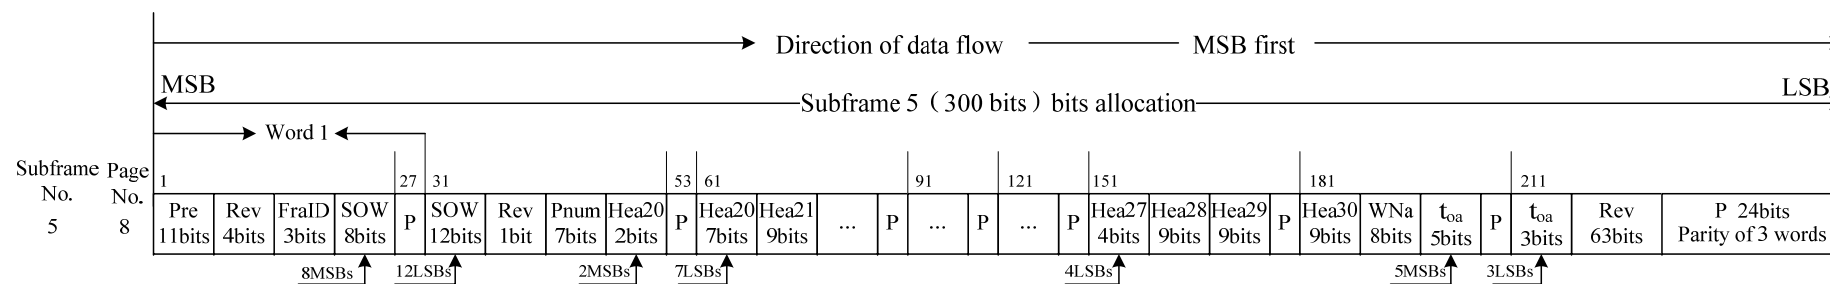 Direction of data flow MSB first
MSB LSB
Subframe 5（300 bits）bits allocation
Word 1
Subframe No. Page No.
1 27 31 53 61 91 121 151 181 211
5 8
Pre 11bits
Rev 4bits
FraID 3bits
SOW 8bits
P
SOW 12bits
Rev 1bit
Pnum 7bits
Hea20 2bits
P
Hea20 7bits
Hea21 9bits
...
P
...
P
...
P
Hea27 4bits
Hea28 9bits
Hea29 9bits
P
Hea30 9bits
WNa 8bits
toa 5bits
P
toa 3bits
Rev 63bits
P 24bits
Parity of 3 words
8MSBs 12LSBs 2MSBs 7LSBs 4LSBs 5MSBs 3LSBs